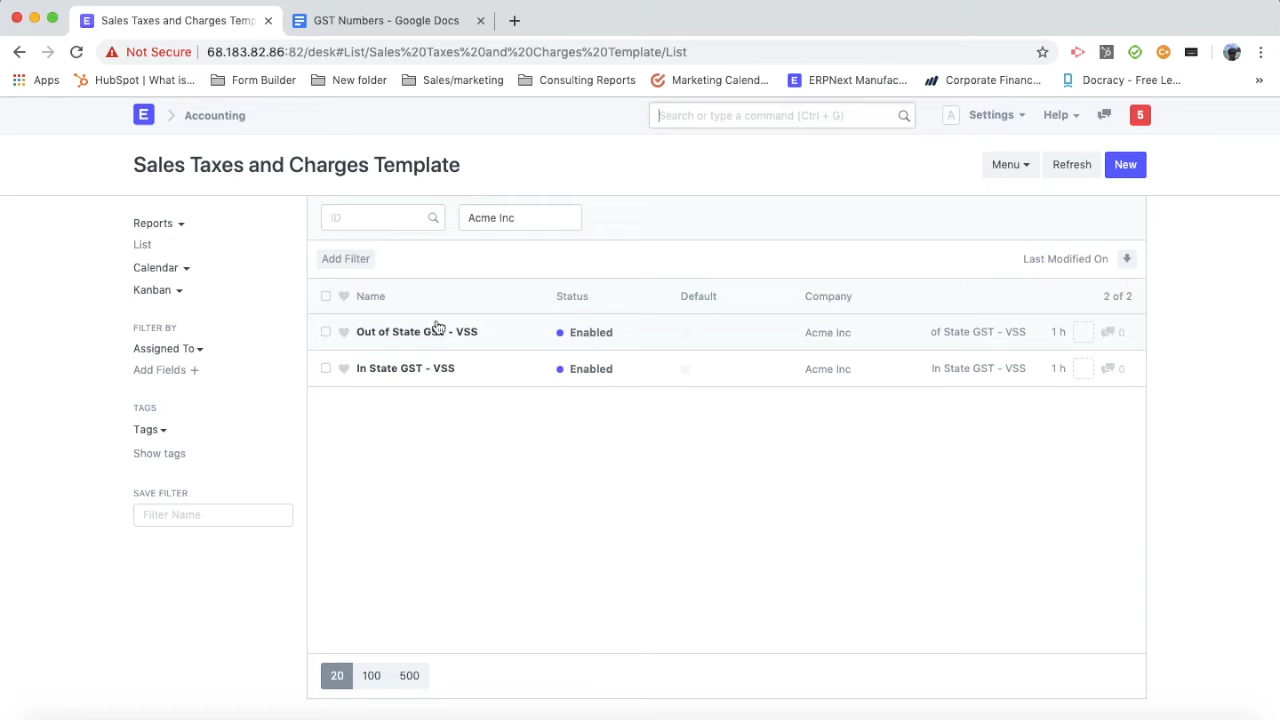 E Sales Taxes and Charges Temp × GST Numbers - Google Docs × +
Not Secure 68.183.82.86:82/desk#List/Sales%20Taxes%20and%20Charges%20Template/List
Apps HubSpot | What is... Form Builder New folder Sales/marketing Consulting Reports Marketing Calend... E ERPNext Manufac... Corporate Financ... Docracy - Free Le... »
E Accounting Search or type a command (Ctrl + G) A Settings Help 5
Sales Taxes and Charges Template Menu Refresh New
Reports
List
Calendar
Kanban
FILTER BY
Assigned To
Add Fields +
TAGS
Tags
Show tags
SAVE FILTER
Filter Name
ID Acme Inc
Add Filter Last Modified On
Name Status Default Company 2 of 2
Out of State GST - VSS Enabled Acme Inc of State GST - VSS 1 h 0
In State GST - VSS Enabled Acme Inc In State GST - VSS 1 h 0
20 100 500